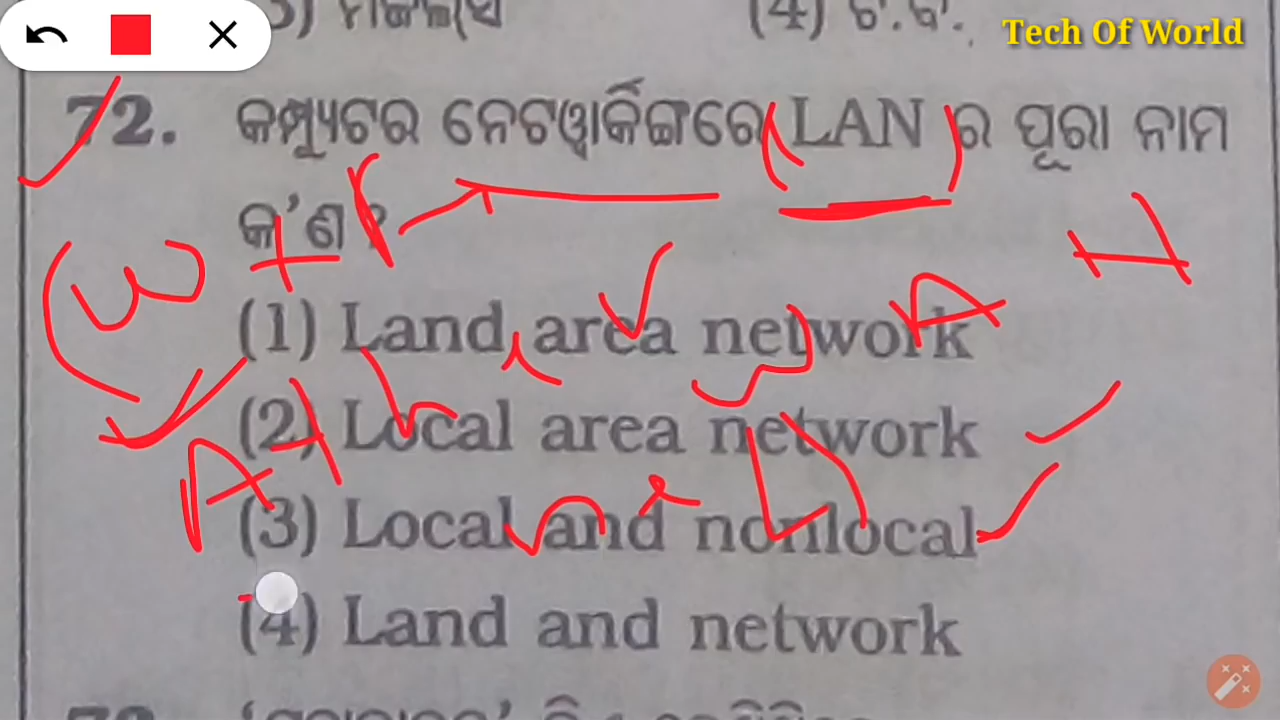 (4) ଚ.ବ.
Tech Of World
72. କମ୍ପ୍ୟୁଟର ନେଟୱାର୍କିଙ୍ଗରେ (LAN) ର ପୂରା ନାମ
କ'ଣ ?
(1) Land area network
(2) Local area network
(3) Local and nonlocal
(4) Land and network